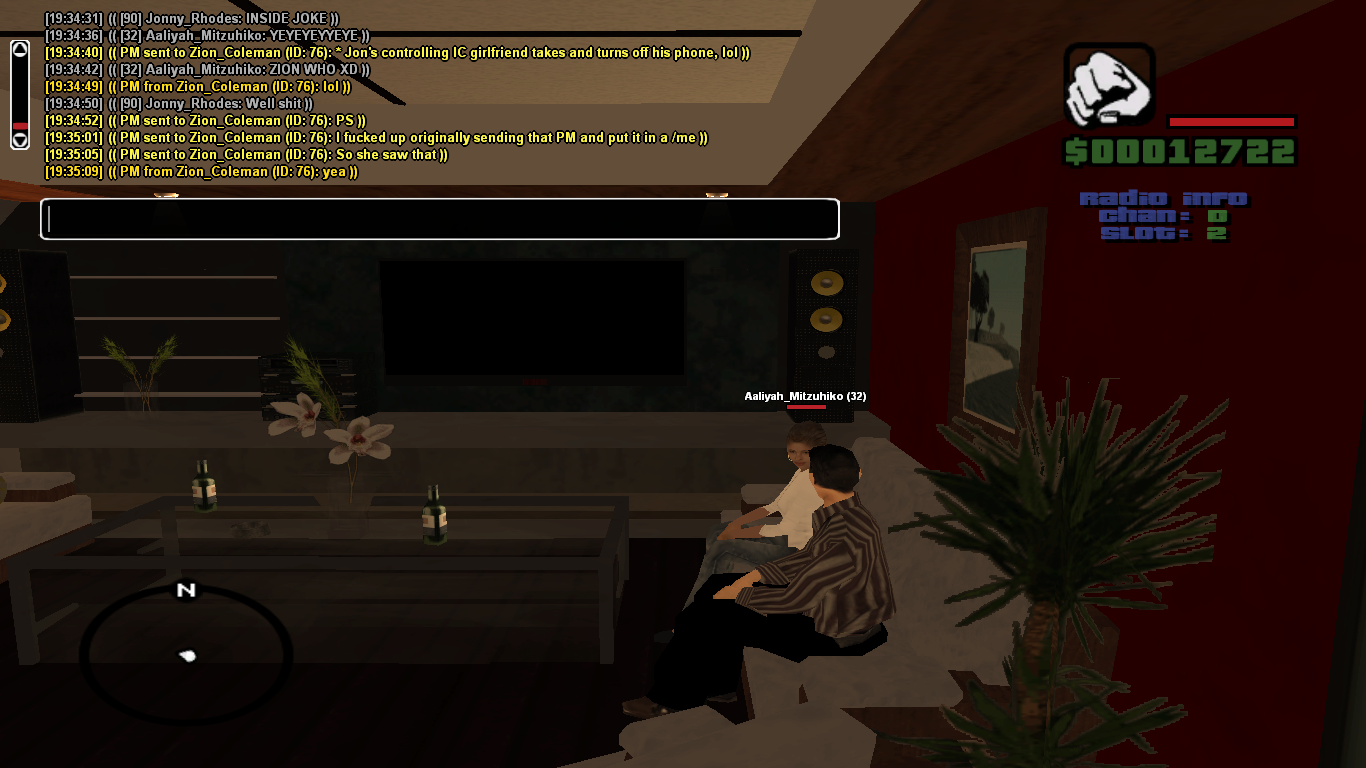 [19:34:31] (( [90] Jonny_Rhodes: INSIDE JOKE ))
[19:34:36] (( [32] Aaliyah_Mitzuhiko: YEYEYEYYEYE ))
[19:34:40] (( PM sent to Zion_Coleman (ID: 76): * Jon's controlling IC girlfriend takes and turns off his phone, lol ))
[19:34:42] (( [32] Aaliyah_Mitzuhiko: ZION WHO XD ))
[19:34:49] (( PM from Zion_Coleman (ID: 76): lol ))
[19:34:50] (( [90] Jonny_Rhodes: Well shit ))
[19:34:52] (( PM sent to Zion_Coleman (ID: 76): PS ))
[19:35:01] (( PM sent to Zion_Coleman (ID: 76): I fucked up originally sending that PM and put it in a /me ))
[19:35:05] (( PM sent to Zion_Coleman (ID: 76): So she saw that ))
[19:35:09] (( PM from Zion_Coleman (ID: 76): yea ))
$00012722
Radio info
Chan: 0
Slot: 2
Aaliyah_Mitzuhiko (32)
N